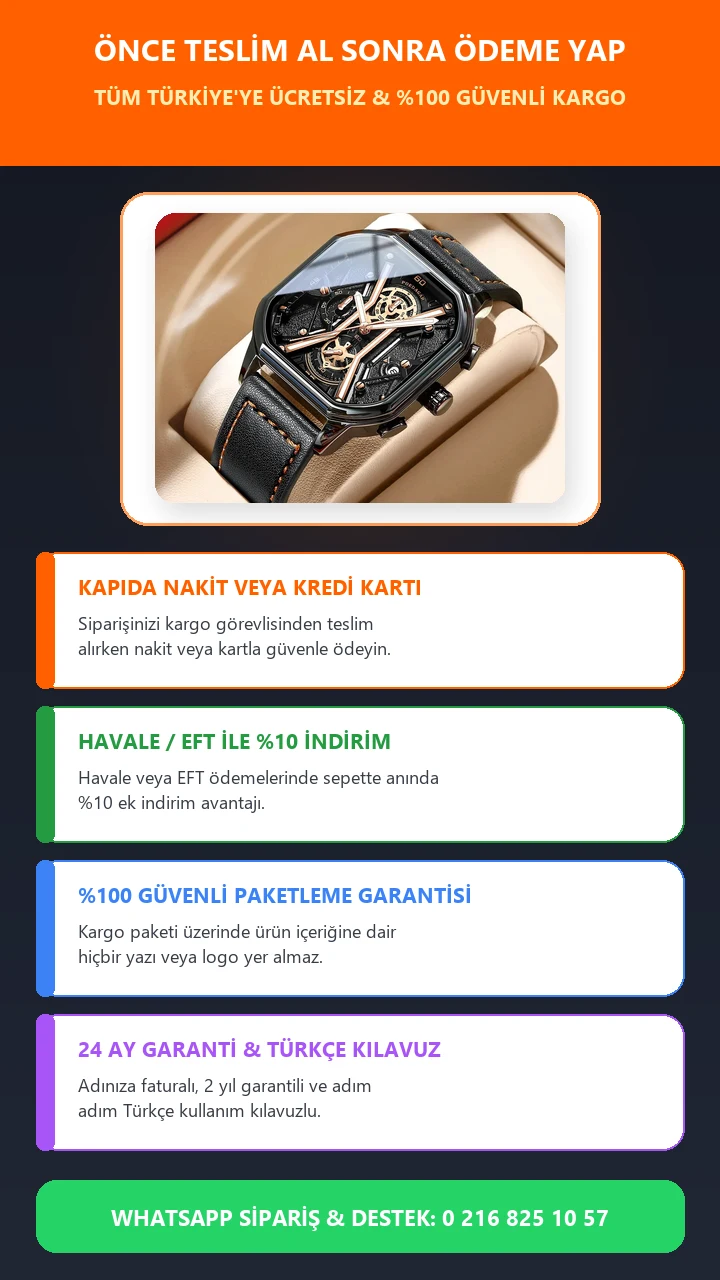 ÖNCE TESLİM AL SONRA ÖDEME YAP
TÜM TÜRKİYE'YE ÜCRETSİZ & %100 GÜVENLİ KARGO
KAPIDA NAKİT VEYA KREDİ KARTI
Siparişinizi kargo görevlisinden teslim
alırken nakit veya kartla güvenle ödeyin.
HAVALE / EFT İLE %10 İNDİRİM
Havale veya EFT ödemelerinde sepette anında
%10 ek indirim avantajı.
%100 GÜVENLİ PAKETLEME GARANTİSİ
Kargo paketi üzerinde ürün içeriğine dair
hiçbir yazı veya logo yer almaz.
24 AY GARANTİ & TÜRKÇE KILAVUZ
Adınıza faturalı, 2 yıl garantili ve adım
adım Türkçe kullanım kılavuzlu.
WHATSAPP SİPARİŞ & DESTEK: 0 216 825 10 57